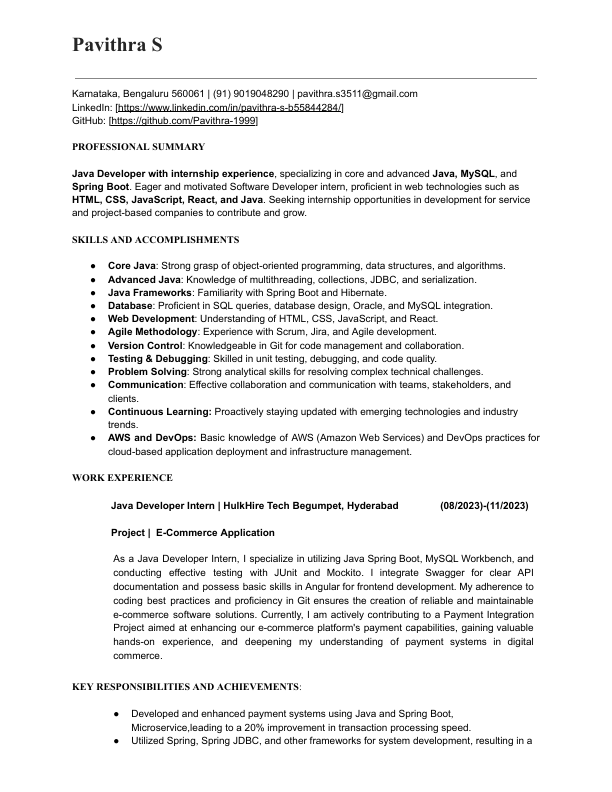 Pavithra S
Karnataka, Bengaluru 560061 | (91) 9019048290 | pavithra.s3511@gmail.com
LinkedIn: [https://www.linkedin.com/in/pavithra-s-b55844284/]
GitHub: [https://github.com/Pavithra-1999]
PROFESSIONAL SUMMARY
Java Developer with internship experience, specializing in core and advanced Java, MySQL, and
Spring Boot. Eager and motivated Software Developer intern, proficient in web technologies such as
HTML, CSS, JavaScript, React, and Java. Seeking internship opportunities in development for service
and project-based companies to contribute and grow.
SKILLS AND ACCOMPLISHMENTS
● Core Java: Strong grasp of object-oriented programming, data structures, and algorithms.
● Advanced Java: Knowledge of multithreading, collections, JDBC, and serialization.
● Java Frameworks: Familiarity with Spring Boot and Hibernate.
● Database: Proficient in SQL queries, database design, Oracle, and MySQL integration.
● Web Development: Understanding of HTML, CSS, JavaScript, and React.
● Agile Methodology: Experience with Scrum, Jira, and Agile development.
● Version Control: Knowledgeable in Git for code management and collaboration.
● Testing & Debugging: Skilled in unit testing, debugging, and code quality.
● Problem Solving: Strong analytical skills for resolving complex technical challenges.
● Communication: Effective collaboration and communication with teams, stakeholders, and
clients.
● Continuous Learning: Proactively staying updated with emerging technologies and industry
trends.
● AWS and DevOps: Basic knowledge of AWS (Amazon Web Services) and DevOps practices for
cloud-based application deployment and infrastructure management.
WORK EXPERIENCE
Java Developer Intern | HulkHire Tech Begumpet, Hyderabad (08/2023)-(11/2023)
Project | E-Commerce Application
As a Java Developer Intern, I specialize in utilizing Java Spring Boot, MySQL Workbench, and
conducting effective testing with JUnit and Mockito. I integrate Swagger for clear API
documentation and possess basic skills in Angular for frontend development. My adherence to
coding best practices and proficiency in Git ensures the creation of reliable and maintainable
e-commerce software solutions. Currently, I am actively contributing to a Payment Integration
Project aimed at enhancing our e-commerce platform's payment capabilities, gaining valuable
hands-on experience, and deepening my understanding of payment systems in digital
commerce.
KEY RESPONSIBILITIES AND ACHIEVEMENTS:
● Developed and enhanced payment systems using Java and Spring Boot,
Microservice,leading to a 20% improvement in transaction processing speed.
● Utilized Spring, Spring JDBC, and other frameworks for system development, resulting in a